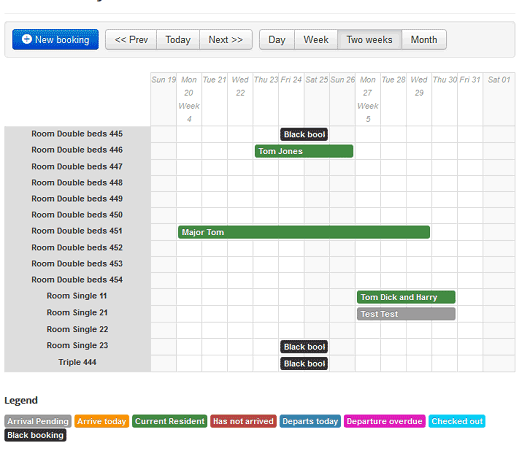 New booking << Prev Today Next >> Day Week Two weeks Month
Sun 19 Mon 20 Week 4 Tue 21 Wed 22 Thu 23 Fri 24 Sat 25 Sun 26 Mon 27 Week 5 Tue 28 Wed 29 Thu 30 Fri 31 Sat 01
Room Double beds 445 Black bool
Room Double beds 446 Tom Jones
Room Double beds 447
Room Double beds 448
Room Double beds 449
Room Double beds 450
Room Double beds 451 Major Tom
Room Double beds 452
Room Double beds 453
Room Double beds 454
Room Single 11 Tom Dick and Harry
Room Single 21 Test Test
Room Single 22
Room Single 23 Black bool
Triple 444 Black bool
Legend
Arrival Pending Arrive today Current Resident Has not arrived Departs today Departure overdue Checked out
Black booking